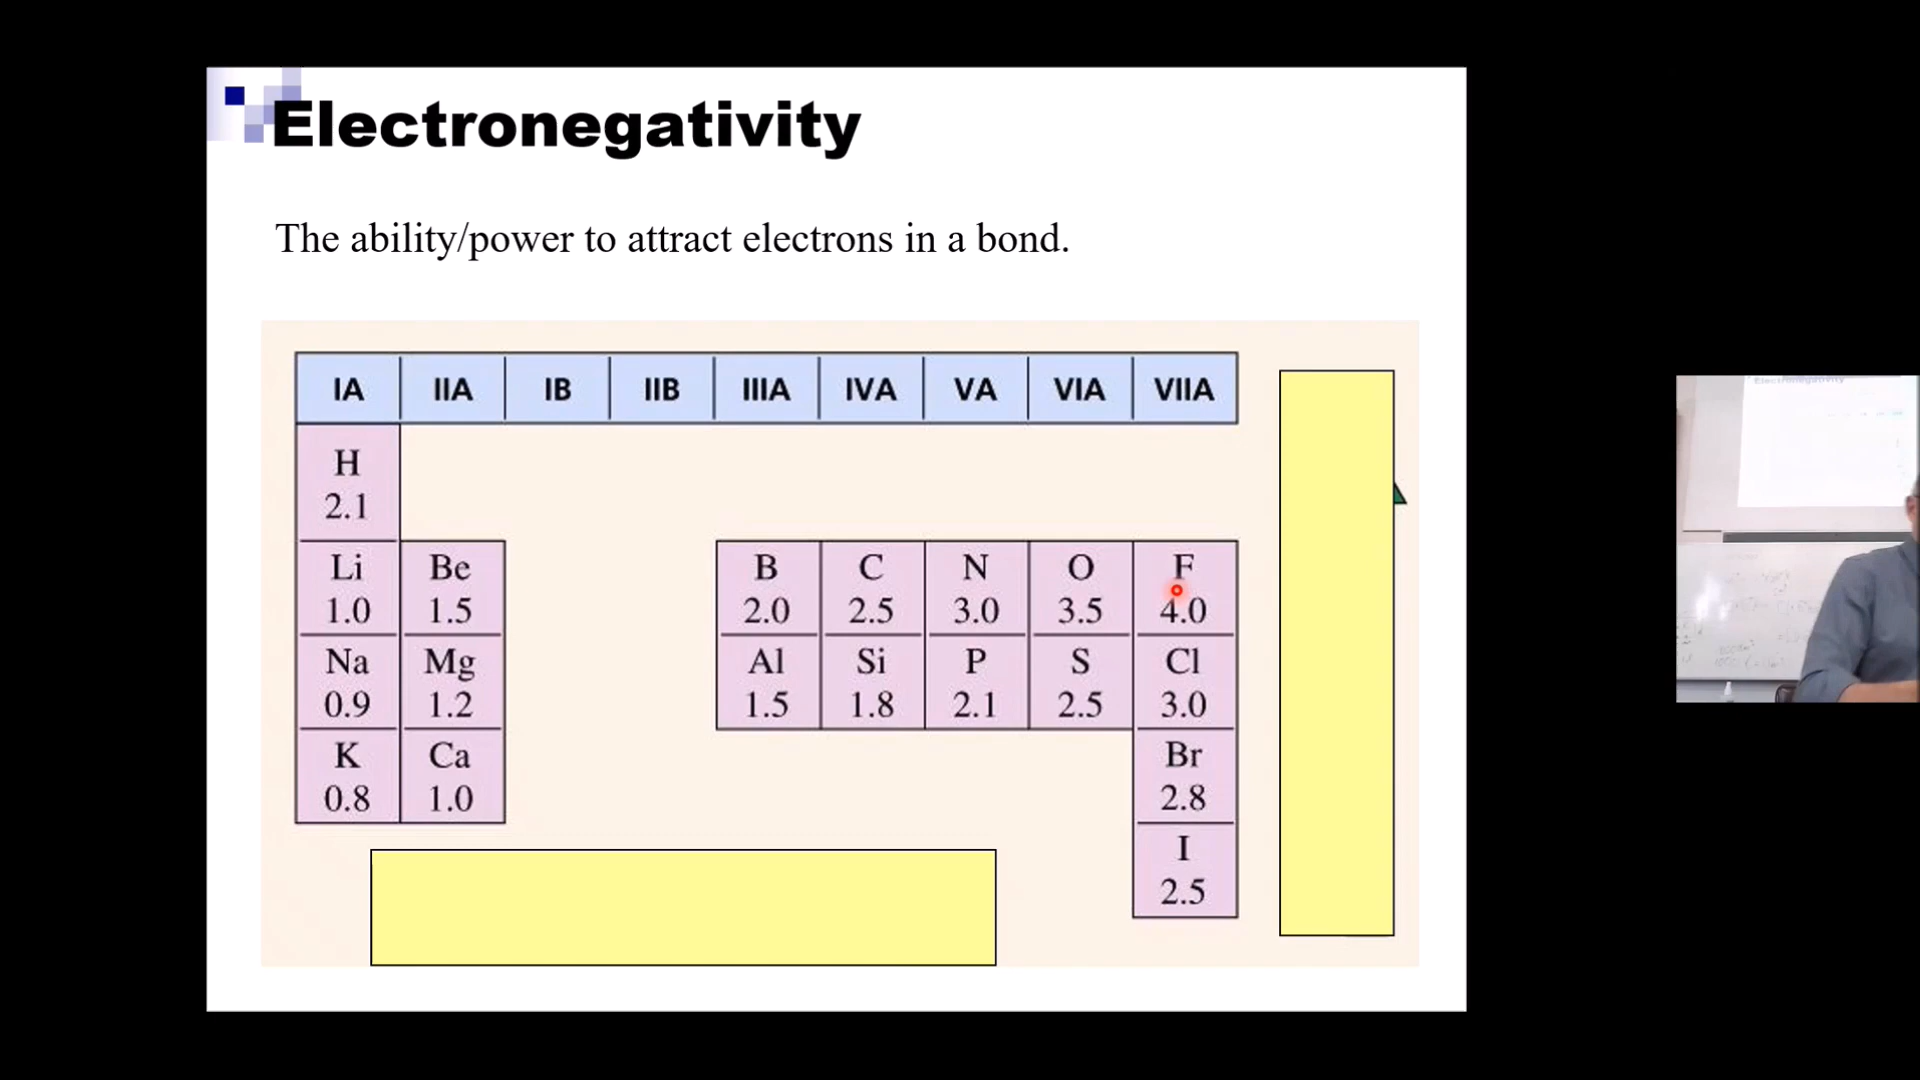 Electronegativity
The ability/power to attract electrons in a bond.
IA IIA IB IIB IIIA IVA VA VIA VIIA
H
2.1
Li Be B C N O F
1.0 1.5 2.0 2.5 3.0 3.5 4.0
Na Mg Al Si P S Cl
0.9 1.2 1.5 1.8 2.1 2.5 3.0
K Ca Br
0.8 1.0 2.8
I
2.5
Electronegativity